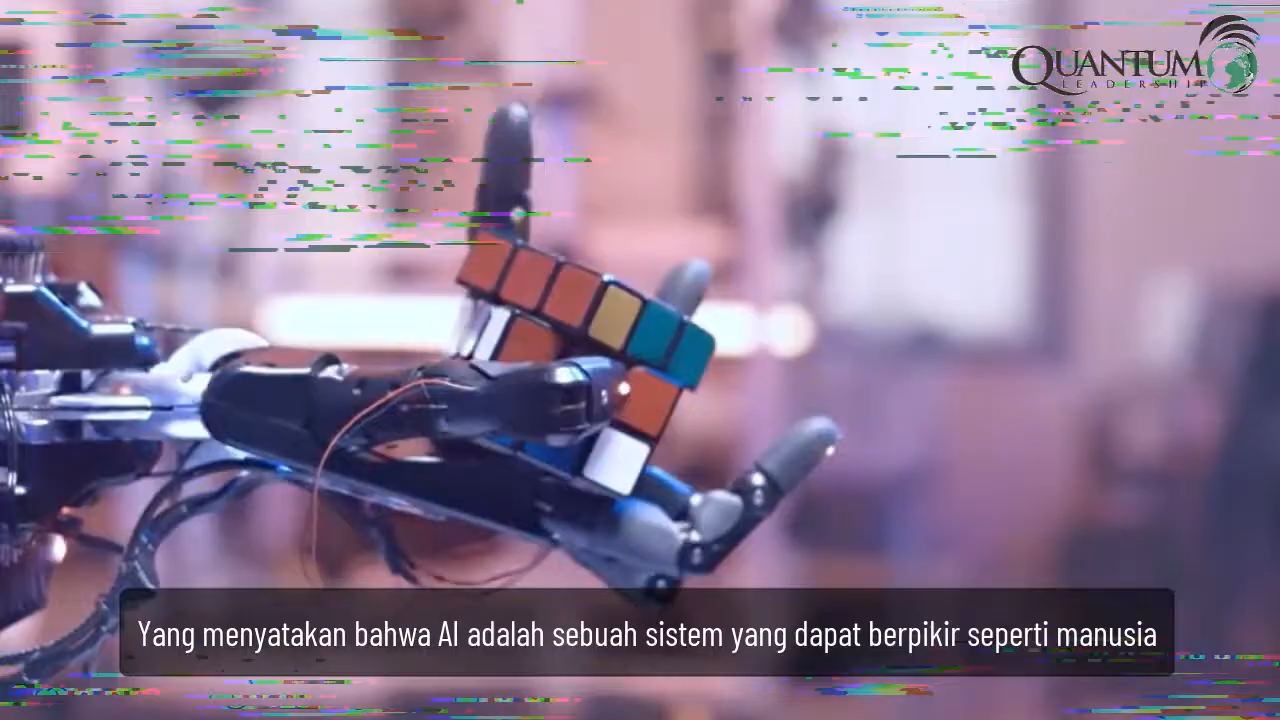 QUANTUM
LEADERSHIP
Yang menyatakan bahwa AI adalah sebuah sistem yang dapat berpikir seperti manusia